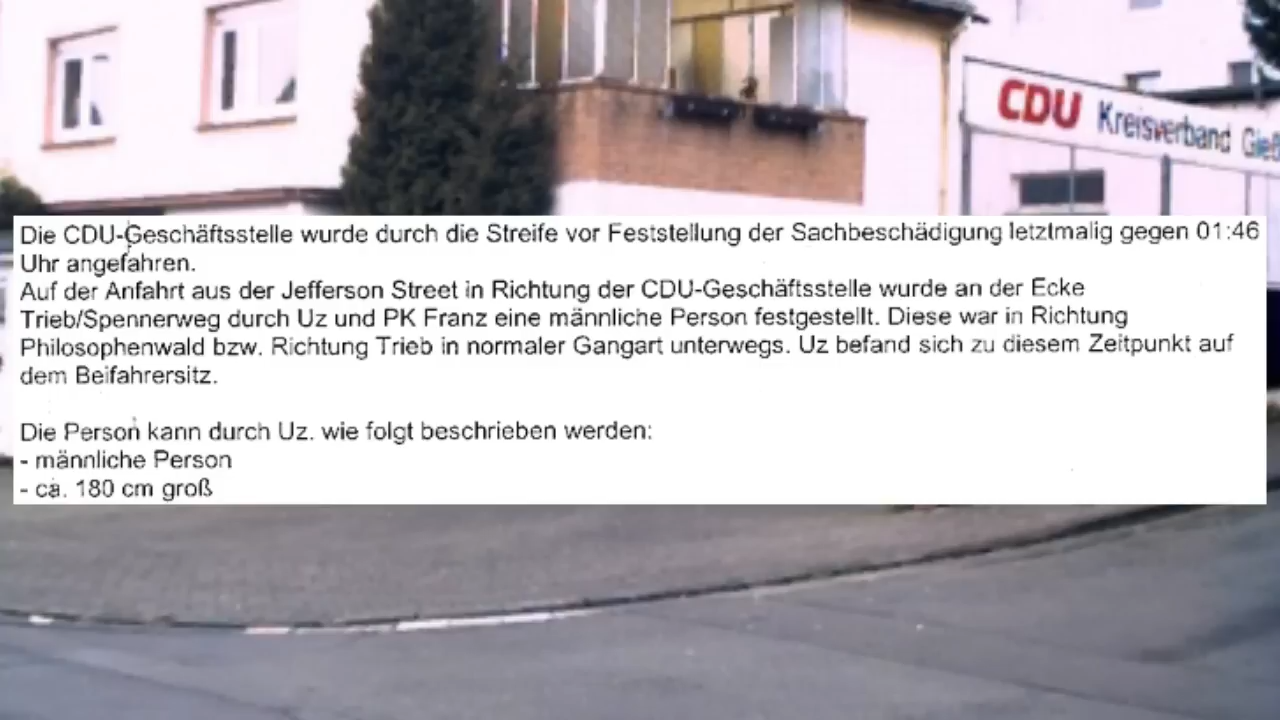 CDU Kreisverband Gieß
Die CDU-Geschäftsstelle wurde durch die Streife vor Feststellung der Sachbeschädigung letztmalig gegen 01:46
Uhr angefahren.
Auf der Anfahrt aus der Jefferson Street in Richtung der CDU-Geschäftsstelle wurde an der Ecke
Trieb/Spennerweg durch Uz und PK Franz eine männliche Person festgestellt. Diese war in Richtung
Philosophenwald bzw. Richtung Trieb in normaler Gangart unterwegs. Uz befand sich zu diesem Zeitpunkt auf
dem Beifahrersitz.
Die Person kann durch Uz. wie folgt beschrieben werden:
- männliche Person
- ca. 180 cm groß